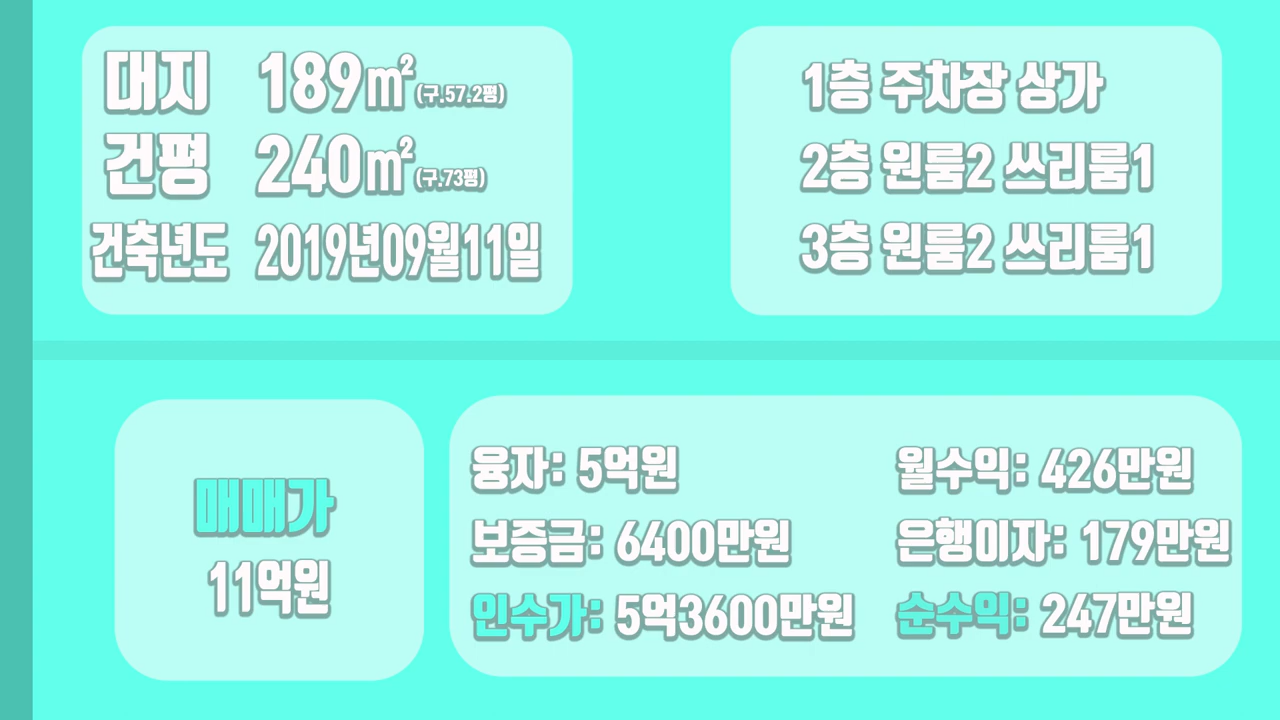 대지 189㎡(구.57.2평)
건평 240㎡(구.73평)
건축년도 2019년09월11일
1층 주차장 상가
2층 원룸2 쓰리룸1
3층 원룸2 쓰리룸1
매매가
11억원
융자: 5억원
보증금: 6400만원
인수가: 5억3600만원
월수익: 426만원
은행이자: 179만원
순수익: 247만원